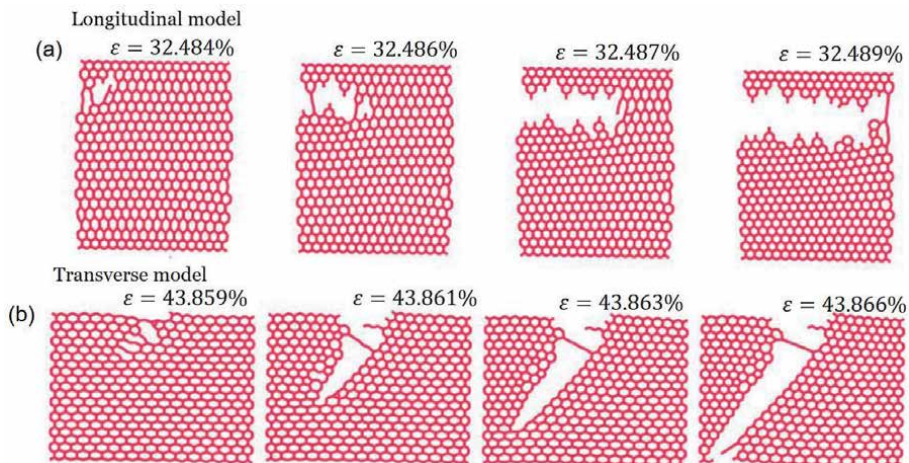 Longitudinal model
(a)
ε = 32.484% ε = 32.486% ε = 32.487% ε = 32.489%
Transverse model
(b)
ε = 43.859% ε = 43.861% ε = 43.863% ε = 43.866%